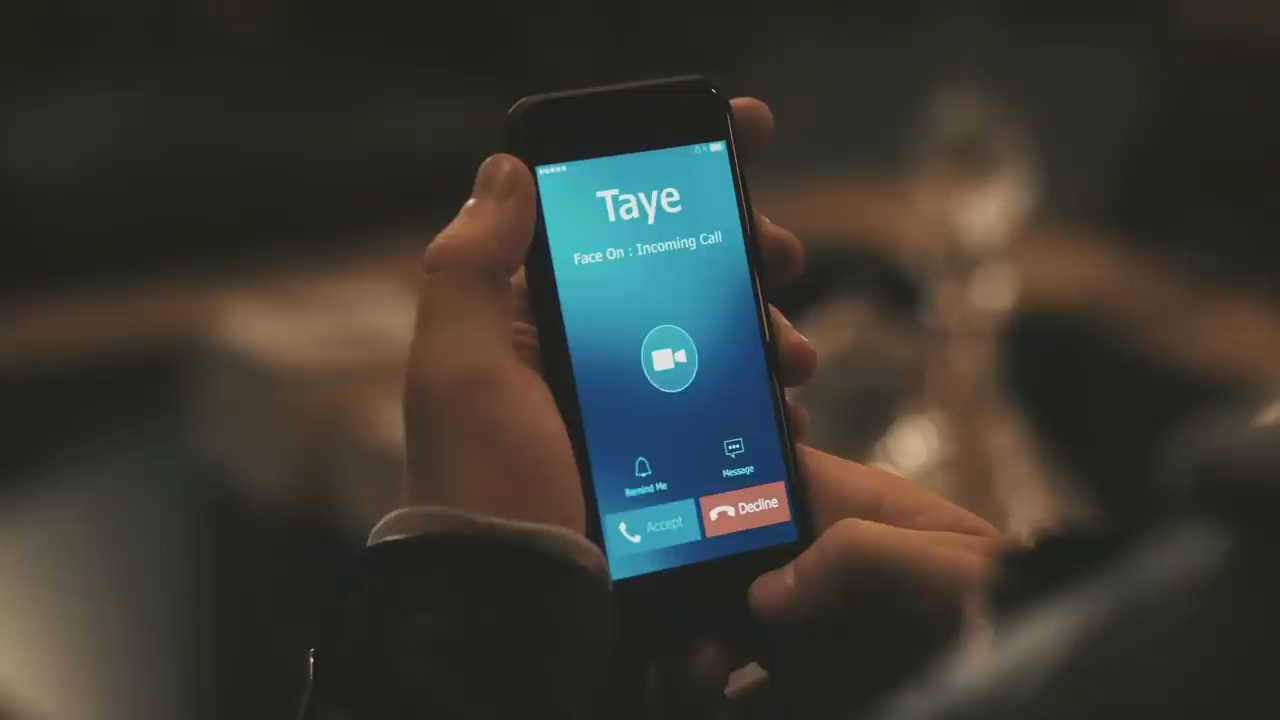 Taye
Face On : Incoming Call
Remind Me
Message
Accept
Decline